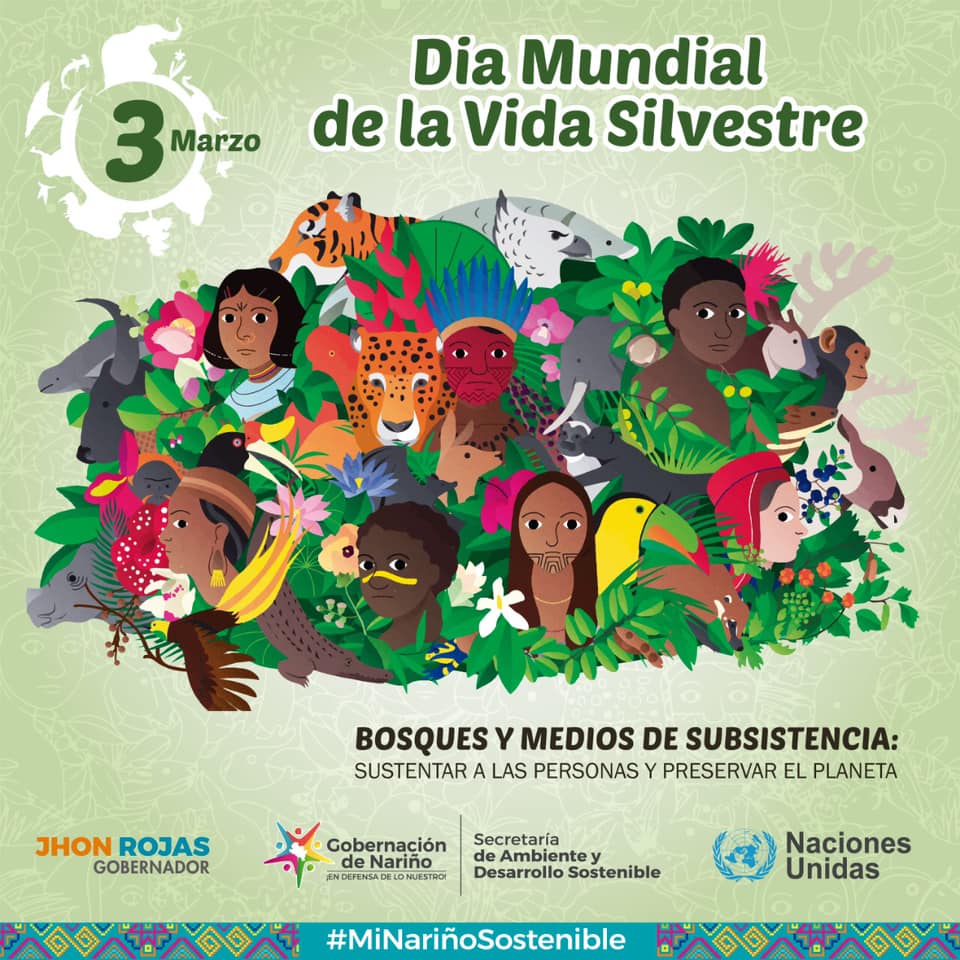 3 Marzo
Dia Mundial
de la Vida Silvestre
BOSQUES Y MEDIOS DE SUBSISTENCIA:
SUSTENTAR A LAS PERSONAS Y PRESERVAR EL PLANETA
JHON ROJAS
GOBERNADOR
Gobernación
de Nariño
¡EN DEFENSA DE LO NUESTRO!
Secretaría
de Ambiente y
Desarrollo Sostenible
Naciones
Unidas
#MiNariñoSostenible